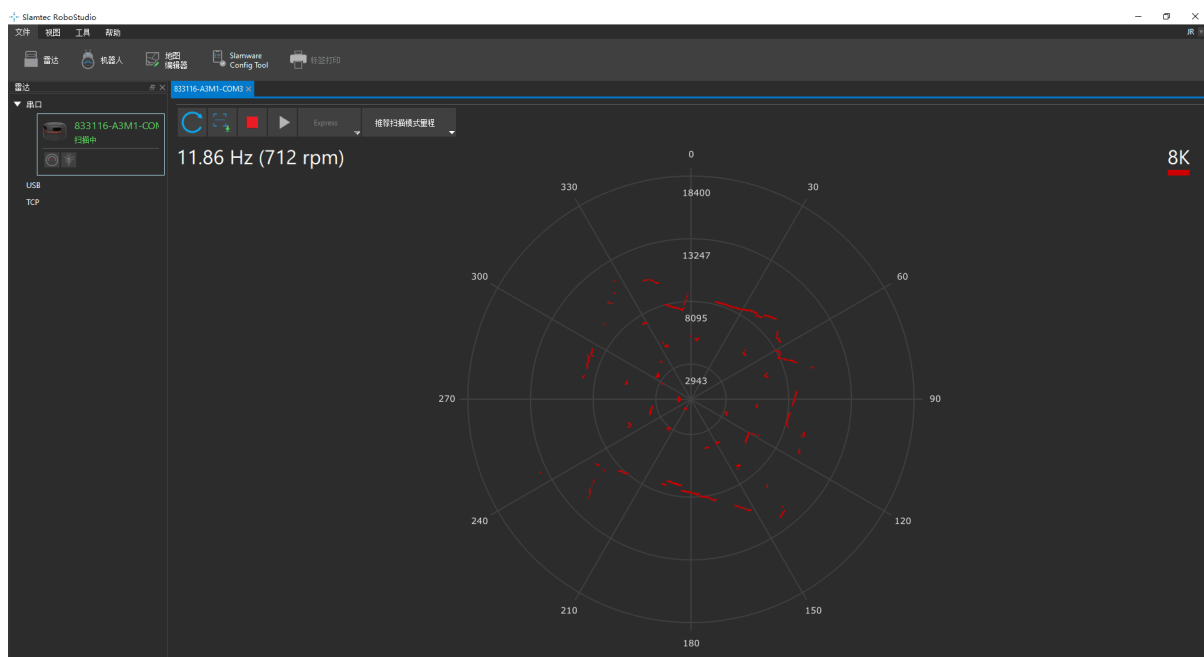 Slamtec RoboStudio
文件 视图 工具 帮助
JR
雷达 机器人 地图编辑器 Slamware Config Tool 标签打印
雷达
833116-A3M1-COM3
串口
833116-A3M1-COM
扫描中
USB
TCP
Express
推荐扫描模式量程
11.86 Hz (712 rpm)
8K
0
330
30
18400
13247
300
60
8095
2943
270
90
240
120
210
150
180